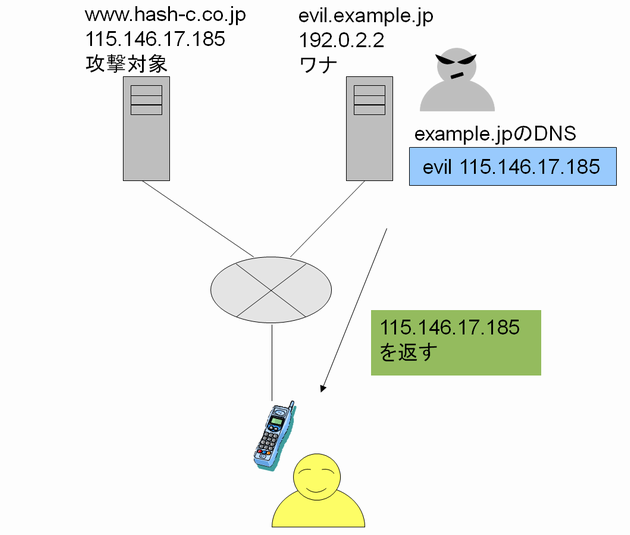 www.hash-c.co.jp
115.146.17.185
攻撃対象
evil.example.jp
192.0.2.2
ワナ
example.jpのDNS
evil 115.146.17.185
115.146.17.185
を返す